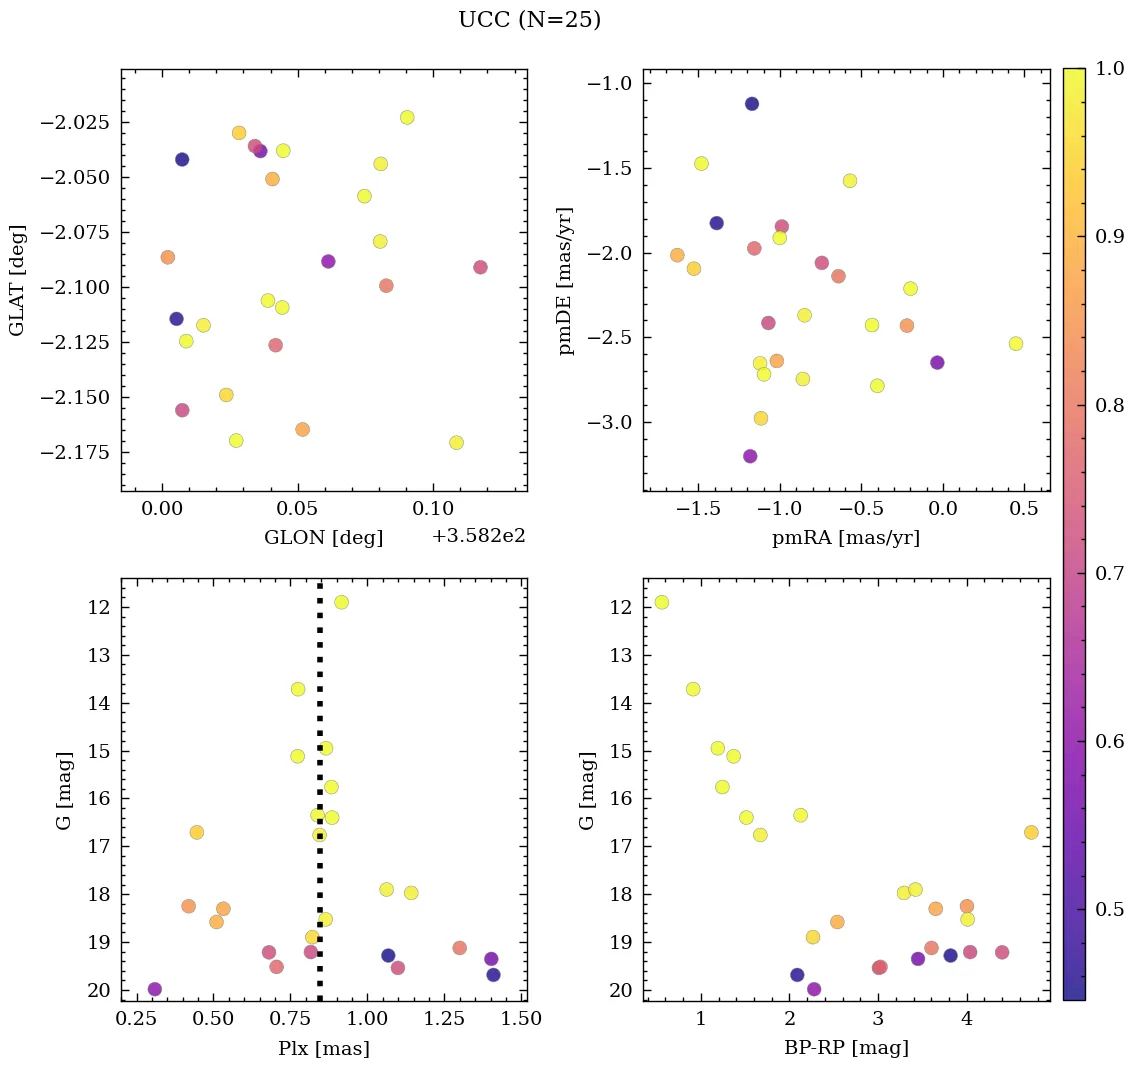 UCC (N=25)
−2.025
−2.050
−2.075
−2.100
−2.125
−2.150
−2.175
GLAT [deg]
0.00 0.05 0.10
GLON [deg] +3.582e2
−1.0
−1.5
−2.0
−2.5
−3.0
pmDE [mas/yr]
−1.5 −1.0 −0.5 0.0 0.5
pmRA [mas/yr]
12
13
14
15
16
17
18
19
20
G [mag]
0.25 0.50 0.75 1.00 1.25 1.50
Plx [mas]
12
13
14
15
16
17
18
19
20
G [mag]
1 2 3 4
BP-RP [mag]
1.0
0.9
0.8
0.7
0.6
0.5